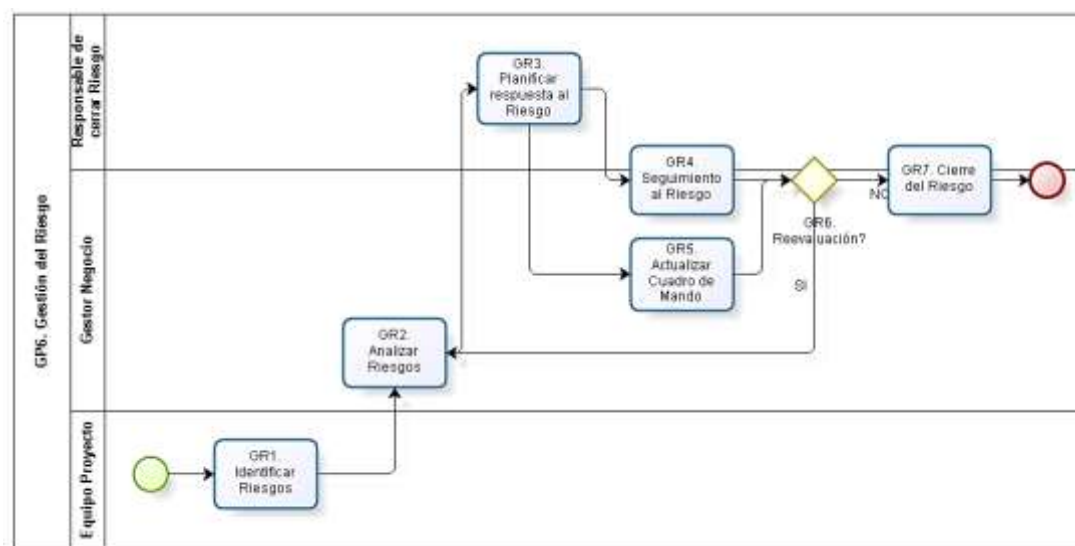 GP6. Gestión del Riesgo
Responsable de
cerrar Riesgo
GR3.
Planificar
respuesta al
Riesgo
Gestor Negocio
GR4
Seguimiento
al Riesgo
GR7. Cierre
del Riesgo
NO
GR6.
Reevaluación?
GR5.
Actualizar
Cuadro de
Mando
SI
GR2.
Analizar
Riesgos
Equipo Proyecto
GR1.
Identificar
Riesgos